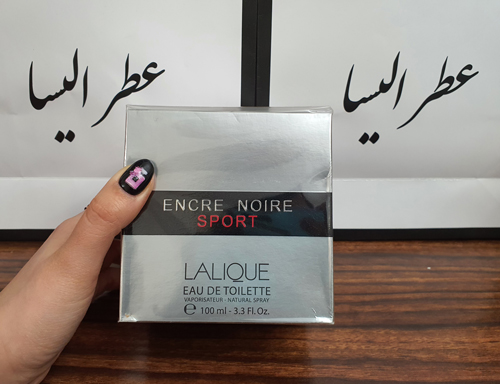 عطر الیسا
عطر الیسا
ENCRE NOIRE
SPORT
LALIQUE
EAU DE TOILETTE
VAPORISATEUR - NATURAL SPRAY
℮ 100 ml - 3.3 Fl. Oz.